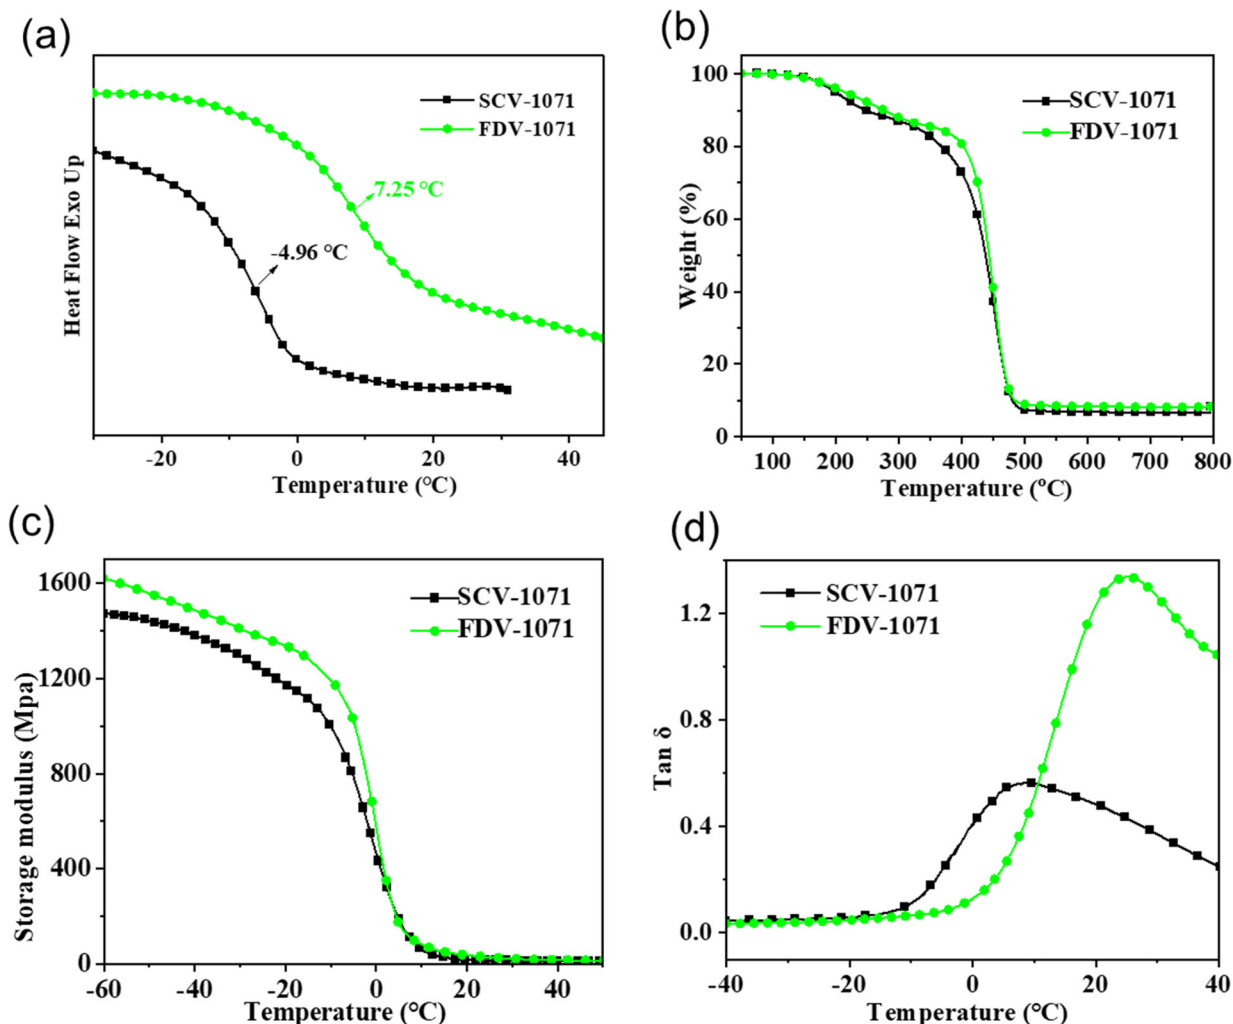 (a)
SCV-1071
FDV-1071
7.25 °C
-4.96 °C
Heat Flow Exo Up
-20 0 20 40
Temperature (°C)
(b)
100
80
60
40
20
0
SCV-1071
FDV-1071
Weight (%)
100 200 300 400 500 600 700 800
Temperature (°C)
(c)
1600
1200
800
400
0
SCV-1071
FDV-1071
Storage modulus (Mpa)
-60 -40 -20 0 20 40
Temperature (°C)
(d)
1.2
0.8
0.4
0.0
SCV-1071
FDV-1071
Tan δ
-40 -20 0 20 40
Temperature (°C)